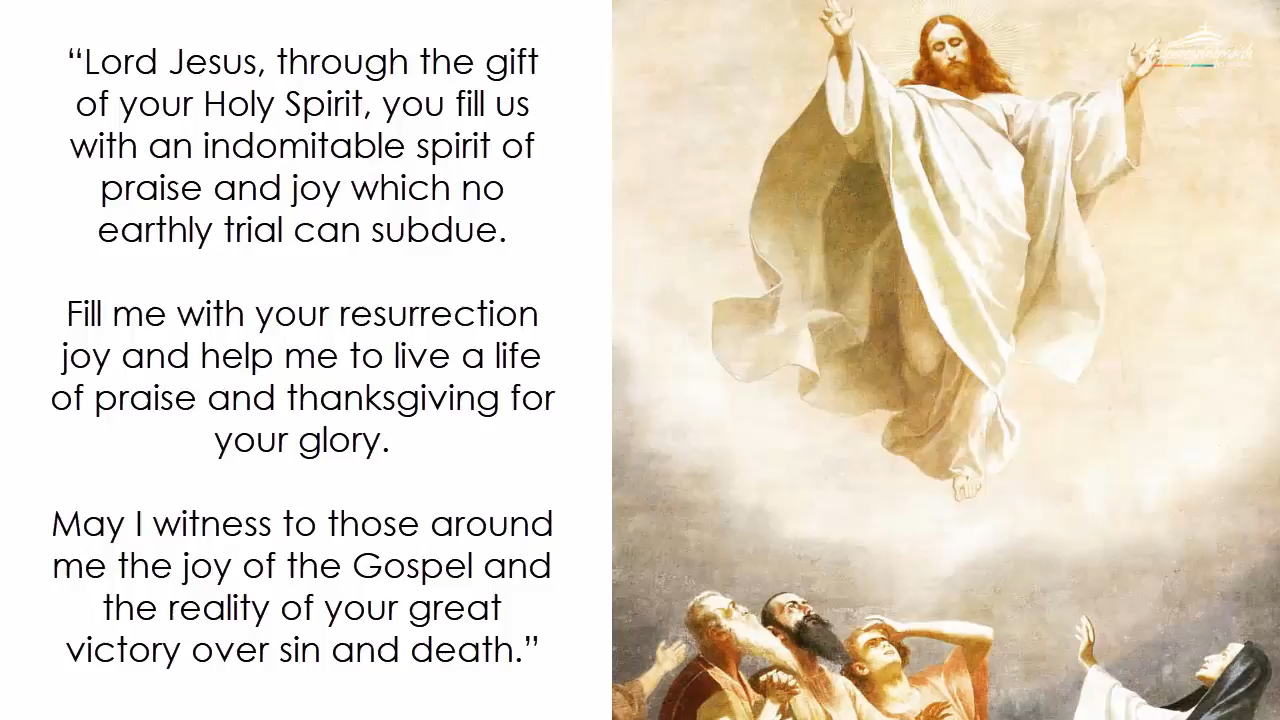 “Lord Jesus, through the gift
of your Holy Spirit, you fill us
with an indomitable spirit of
praise and joy which no
earthly trial can subdue.
Fill me with your resurrection
joy and help me to live a life
of praise and thanksgiving for
your glory.
May I witness to those around
me the joy of the Gospel and
the reality of your great
victory over sin and death.”